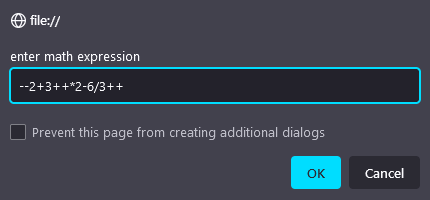 file://
enter math expression
--2+3++*2-6/3++
Prevent this page from creating additional dialogs
OK Cancel